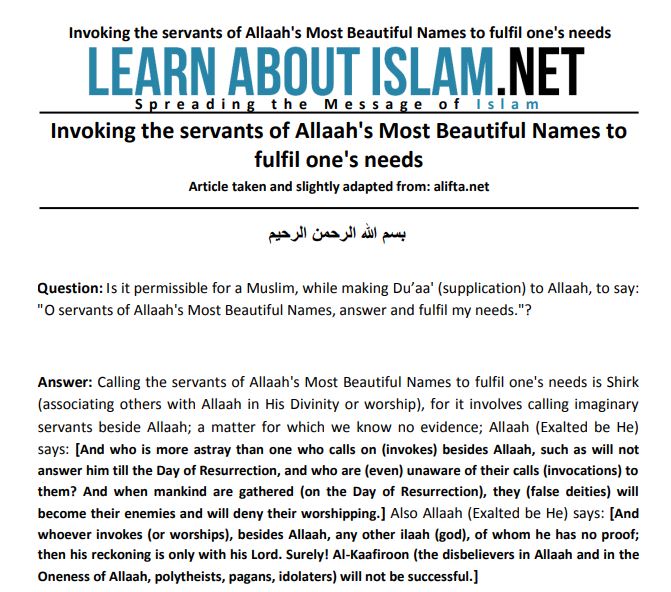 Invoking the servants of Allaah's Most Beautiful Names to fulfil one's needs
LEARN ABOUT ISLAM.NET
Spreading the Message of Islam
Invoking the servants of Allaah's Most Beautiful Names to
fulfil one's needs
Article taken and slightly adapted from: alifta.net
بسم الله الرحمن الرحيم
Question: Is it permissible for a Muslim, while making Du’aa' (supplication) to Allaah, to say:
"O servants of Allaah's Most Beautiful Names, answer and fulfil my needs."?
Answer: Calling the servants of Allaah's Most Beautiful Names to fulfil one's needs is Shirk
(associating others with Allaah in His Divinity or worship), for it involves calling imaginary
servants beside Allaah; a matter for which we know no evidence; Allaah (Exalted be He)
says: [And who is more astray than one who calls on (invokes) besides Allaah, such as will not
answer him till the Day of Resurrection, and who are (even) unaware of their calls (invocations) to
them? And when mankind are gathered (on the Day of Resurrection), they (false deities) will
become their enemies and will deny their worshipping.] Also Allaah (Exalted be He) says: [And
whoever invokes (or worships), besides Allaah, any other ilaah (god), of whom he has no proof;
then his reckoning is only with his Lord. Surely! Al-Kaafiroon (the disbelievers in Allaah and in the
Oneness of Allaah, polytheists, pagans, idolaters) will not be successful.]